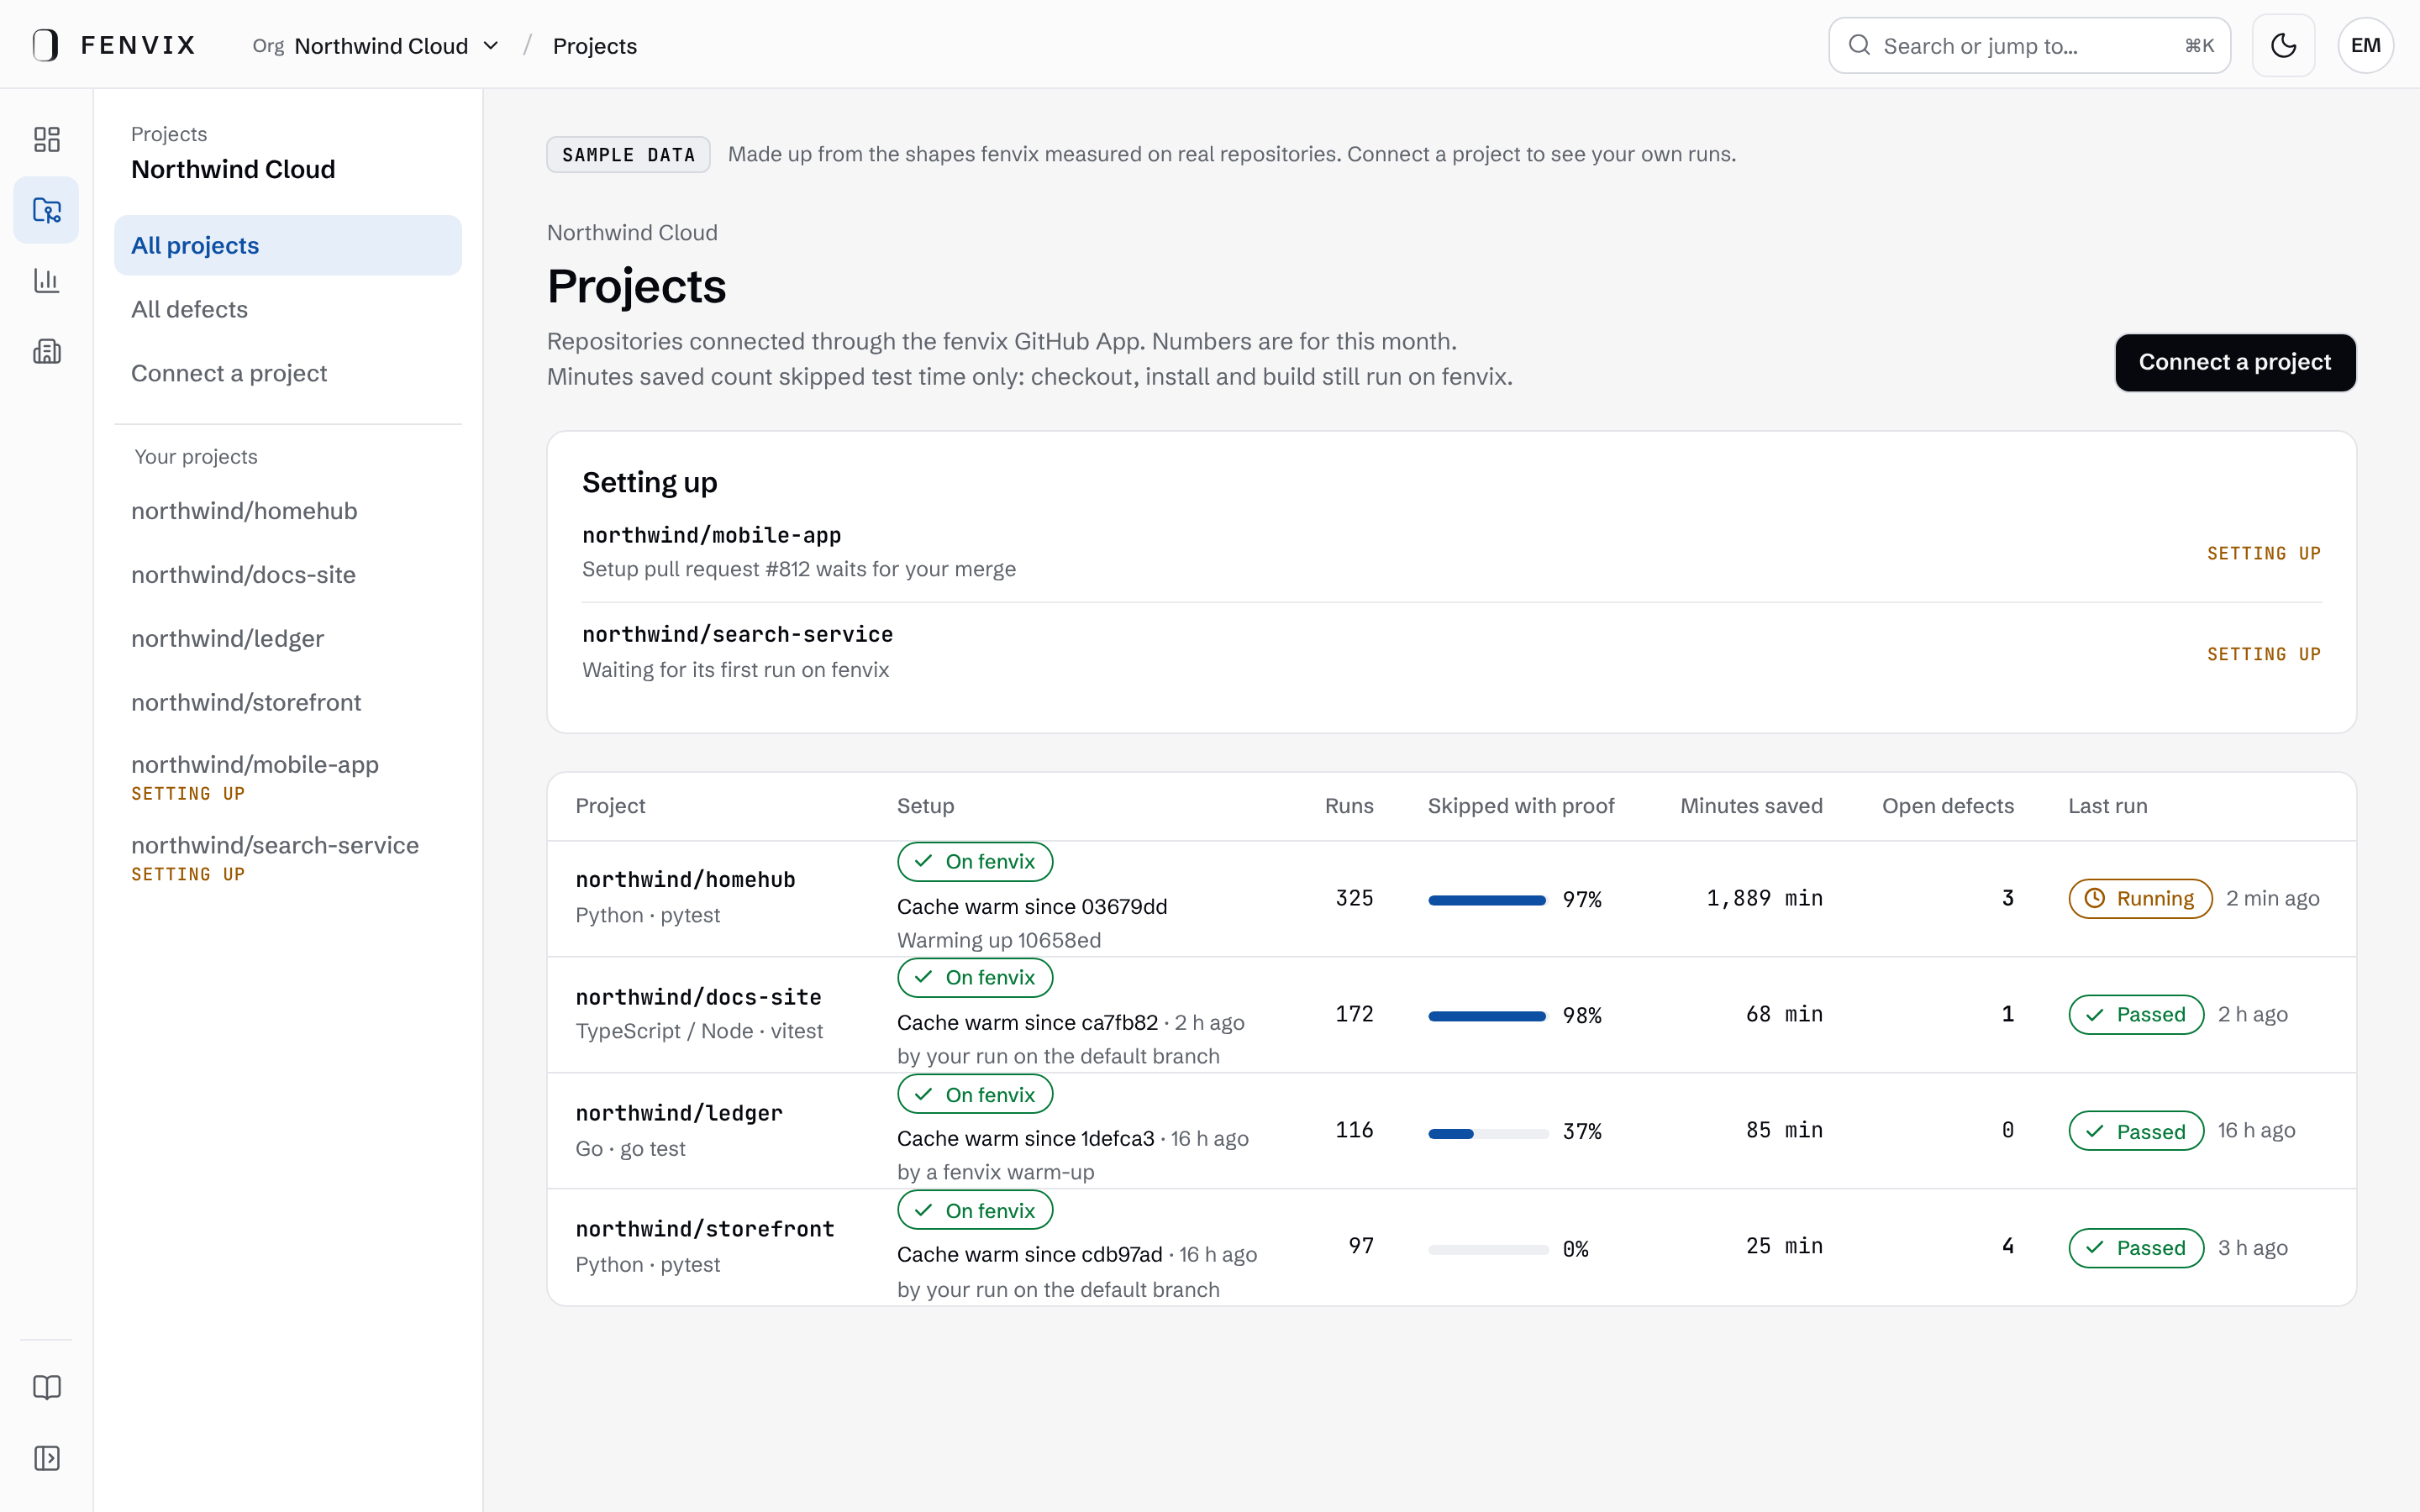 FENVIX
Org Northwind Cloud / Projects
Search or jump to... ⌘K
EM
Projects
Northwind Cloud
All projects
All defects
Connect a project
Your projects
northwind/homehub
northwind/docs-site
northwind/ledger
northwind/storefront
northwind/mobile-app
SETTING UP
northwind/search-service
SETTING UP
SAMPLE DATA Made up from the shapes fenvix measured on real repositories. Connect a project to see your own runs.
Northwind Cloud
Projects
Repositories connected through the fenvix GitHub App. Numbers are for this month.
Minutes saved count skipped test time only: checkout, install and build still run on fenvix.
Connect a project
Setting up
northwind/mobile-app
Setup pull request #812 waits for your merge
SETTING UP
northwind/search-service
Waiting for its first run on fenvix
SETTING UP
Project Setup Runs Skipped with proof Minutes saved Open defects Last run
northwind/homehub
Python · pytest
On fenvix
Cache warm since 03679dd
Warming up 10658ed
325 97% 1,889 min 3 Running 2 min ago
northwind/docs-site
TypeScript / Node · vitest
On fenvix
Cache warm since ca7fb82 · 2 h ago
by your run on the default branch
172 98% 68 min 1 Passed 2 h ago
northwind/ledger
Go · go test
On fenvix
Cache warm since 1defca3 · 16 h ago
by a fenvix warm-up
116 37% 85 min 0 Passed 16 h ago
northwind/storefront
Python · pytest
On fenvix
Cache warm since cdb97ad · 16 h ago
by your run on the default branch
97 0% 25 min 4 Passed 3 h ago